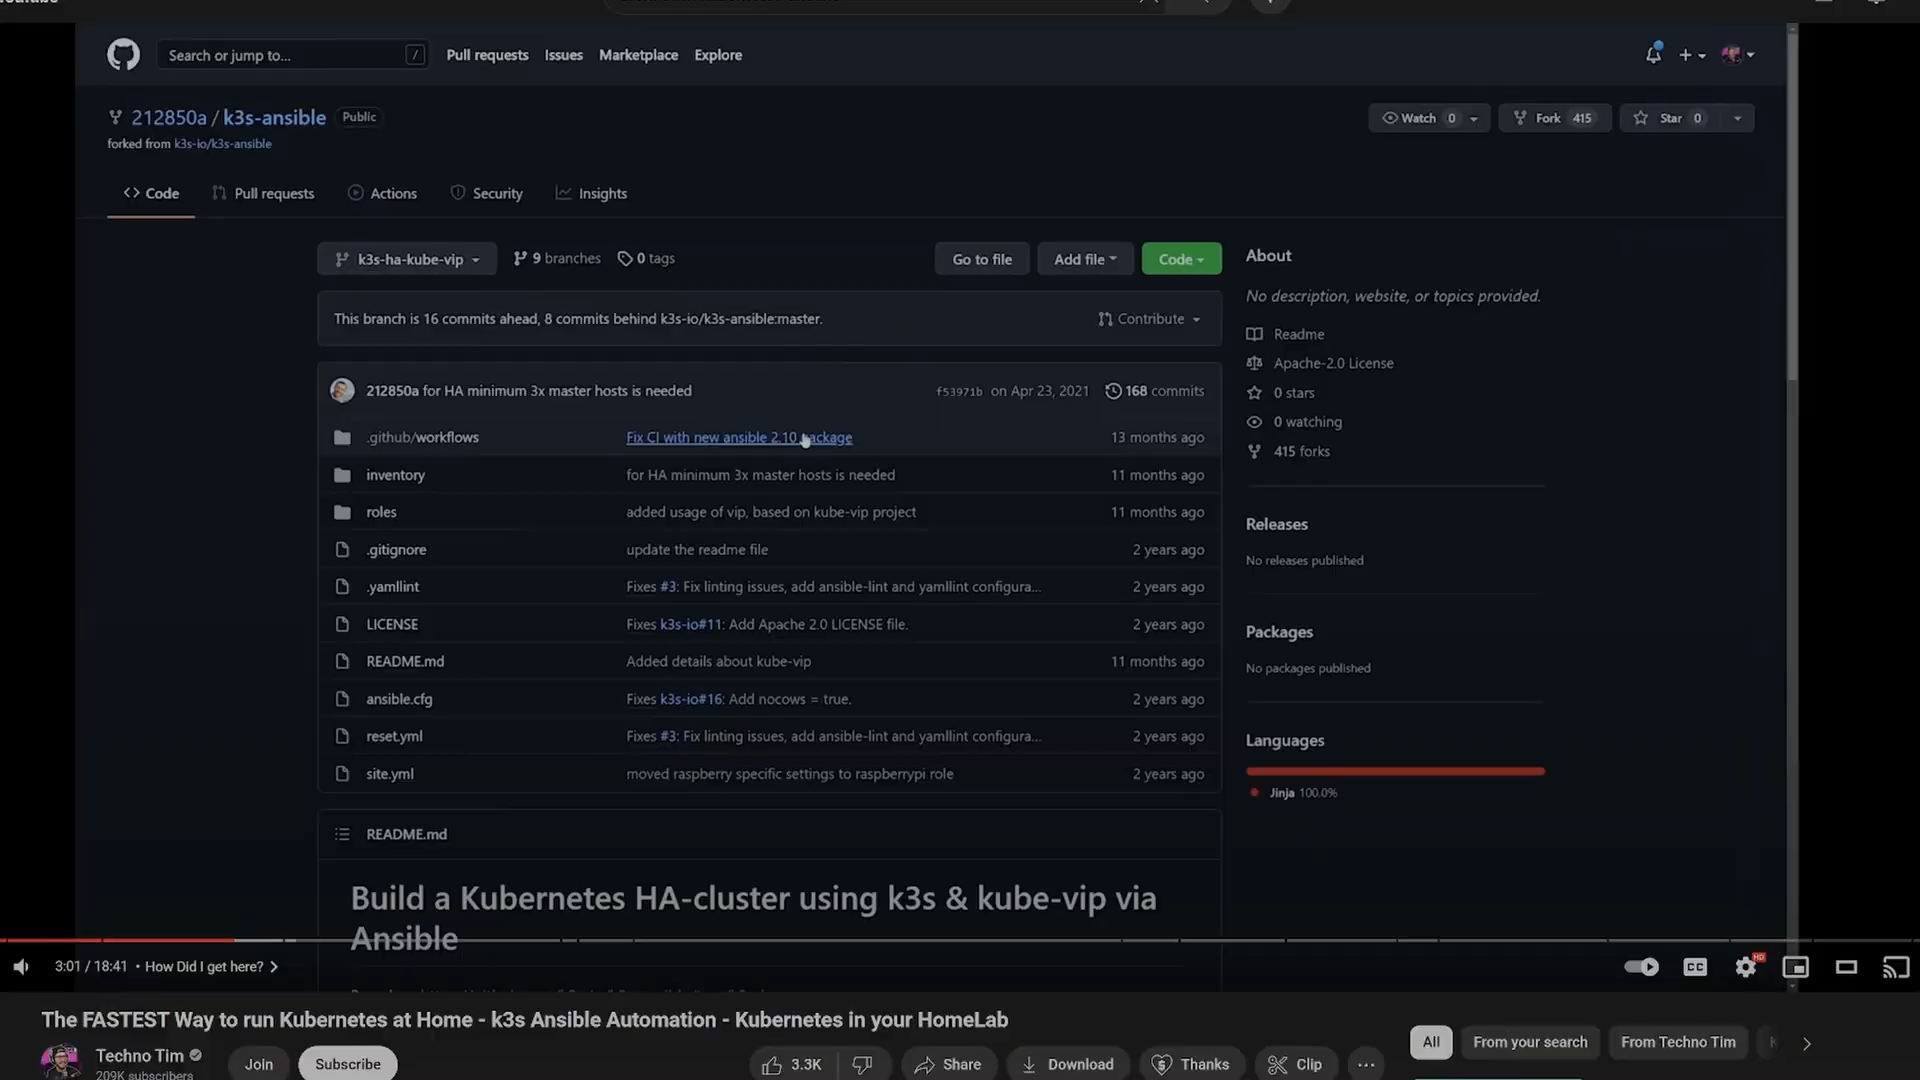 Search or jump to... / Pull requests Issues Marketplace Explore
212850a / k3s-ansible Public Watch 0 Fork 415 Star 0
forked from k3s-io/k3s-ansible
Code Pull requests Actions Security Insights
k3s-ha-kube-vip 9 branches 0 tags Go to file Add file Code
This branch is 16 commits ahead, 8 commits behind k3s-io/k3s-ansible:master. Contribute
212850a for HA minimum 3x master hosts is needed f53971b on Apr 23, 2021 168 commits
.github/workflows Fix CI with new ansible 2.10 package 13 months ago
inventory for HA minimum 3x master hosts is needed 11 months ago
roles added usage of vip, based on kube-vip project 11 months ago
.gitignore update the readme file 2 years ago
.yamllint Fixes #3: Fix linting issues, add ansible-lint and yamllint configura... 2 years ago
LICENSE Fixes k3s-io#11: Add Apache 2.0 LICENSE file. 2 years ago
README.md Added details about kube-vip 11 months ago
ansible.cfg Fixes k3s-io#16: Add nocows = true. 2 years ago
reset.yml Fixes #3: Fix linting issues, add ansible-lint and yamllint configura... 2 years ago
site.yml moved raspberry specific settings to raspberrypi role 2 years ago
About
No description, website, or topics provided.
Readme
Apache-2.0 License
0 stars
0 watching
415 forks
Releases
No releases published
Packages
No packages published
Languages
Jinja 100.0%
README.md
Build a Kubernetes HA-cluster using k3s & kube-vip via
Ansible
3:01 / 18:41 • How Did I get here? CC HD
The FASTEST Way to run Kubernetes at Home - k3s Ansible Automation - Kubernetes in your HomeLab
Techno Tim
209K subscribers
Join Subscribe 3.3K Share Download Thanks Clip ...
All From your search From Techno Tim